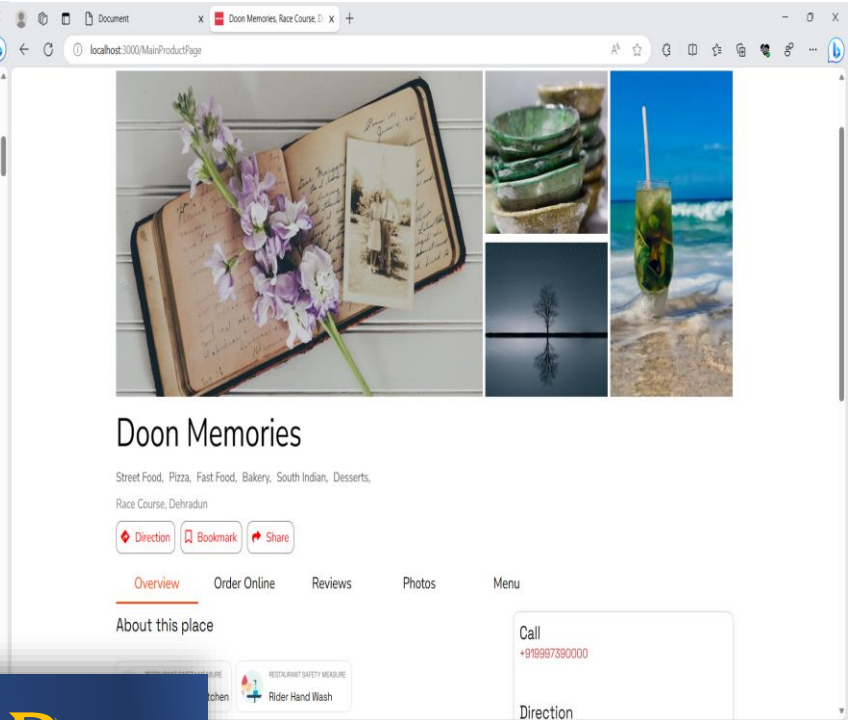 Document
Doon Memories, Race Course, D
localhost:3000/MainProductPage
Doon Memories
Street Food, Pizza, Fast Food, Bakery, South Indian, Desserts,
Race Course, Dehradun
Direction Bookmark Share
Overview Order Online Reviews Photos Menu
About this place
RESTAURANT SAFETY MEASURE
Rider Hand Wash
Call
+919997390000
Direction